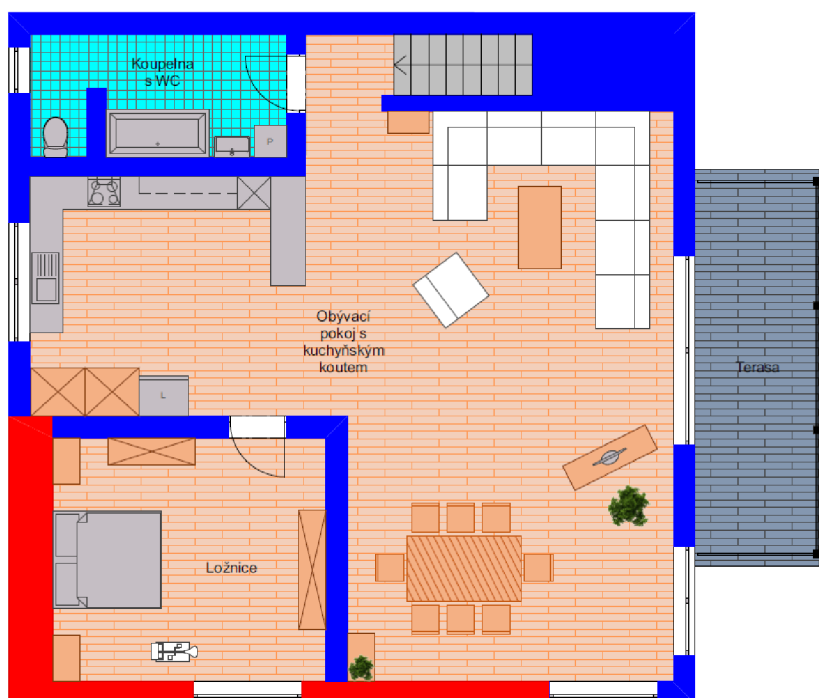 Koupelna
s WC
P
Obývací
pokoj s
kuchyňským
koutem
Terasa
L
Ložnice